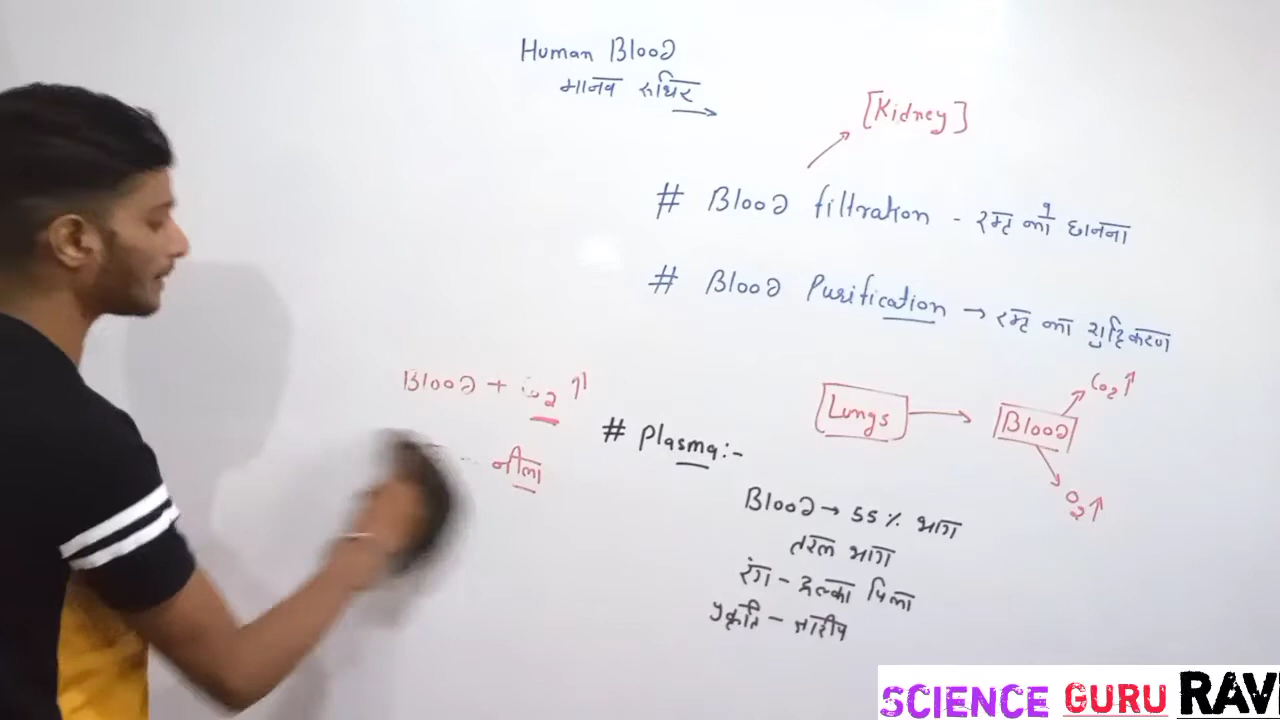 Human Blood
मानव रुधिर
[Kidney]
# Blood filtration - रक्त को छानना
# Blood Purification → रक्त का शुद्धिकरण
Blood + Co2 ↑
नीला
Lungs → Blood
Co2 ↑
O2 ↑
# Plasma:-
Blood → 55% भाग
तरल भाग
रंग - हल्का पिला
प्रकृति - क्षारीय
SCIENCE GURU RAVI